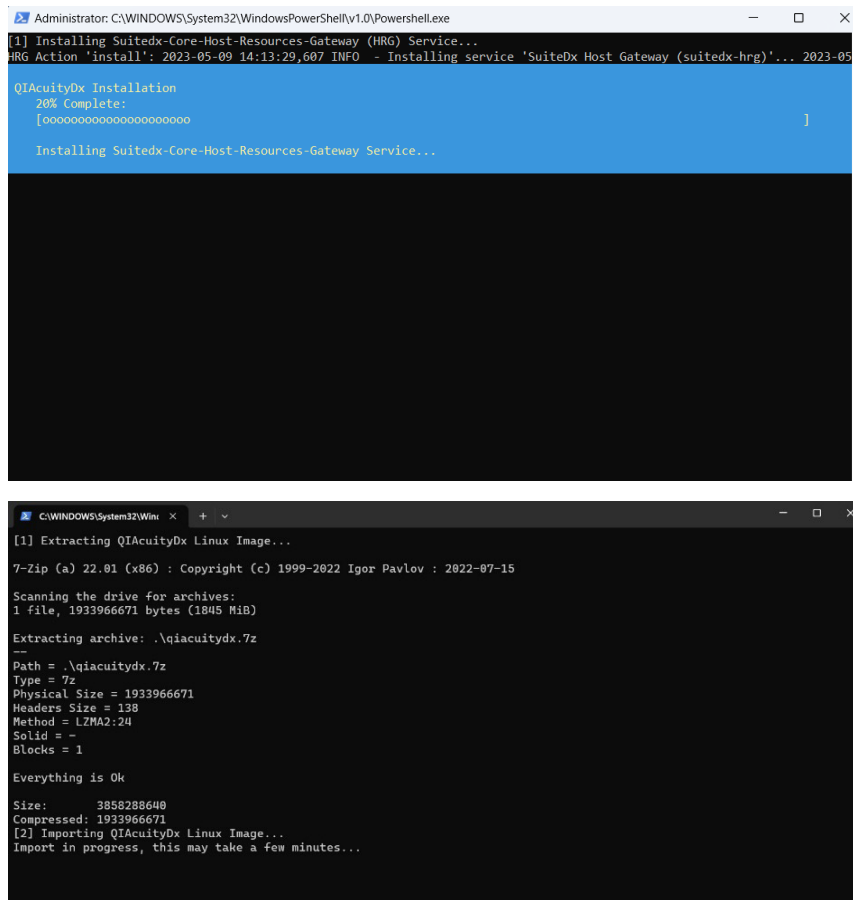 Administrator: C:\WINDOWS\System32\WindowsPowerShell\v1.0\Powershell.exe
[1] Installing Suitedx-Core-Host-Resources-Gateway (HRG) Service...
HRG Action 'install': 2023-05-09 14:13:29,607 INFO  - Installing service 'SuiteDx Host Gateway (suitedx-hrg)'... 2023-05
QIAcuityDx Installation
20% Complete:
[ooooooooooooooooooooo ]
Installing Suitedx-Core-Host-Resources-Gateway Service...
C:\WINDOWS\System32\Winc
[1] Extracting QIAcuityDx Linux Image...
7-Zip (a) 22.01 (x86) : Copyright (c) 1999-2022 Igor Pavlov : 2022-07-15
Scanning the drive for archives:
1 file, 1933966671 bytes (1845 MiB)
Extracting archive: .\qiacuitydx.7z
--
Path = .\qiacuitydx.7z
Type = 7z
Physical Size = 1933966671
Headers Size = 138
Method = LZMA2:24
Solid = -
Blocks = 1
Everything is Ok
Size:       3858288640
Compressed: 1933966671
[2] Importing QIAcuityDx Linux Image...
Import in progress, this may take a few minutes...